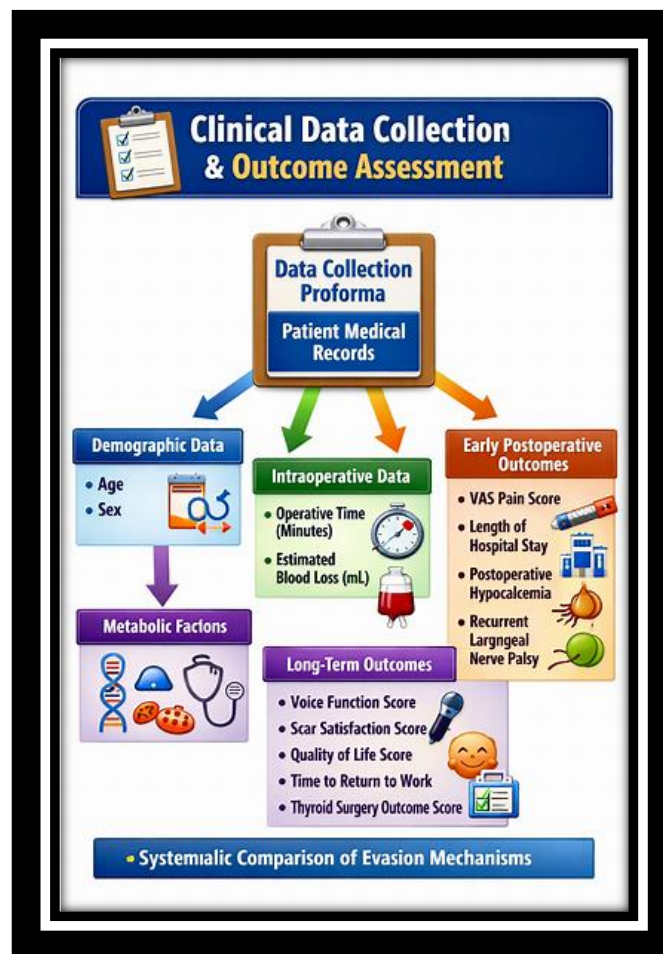 Clinical Data Collection
& Outcome Assessment
Data Collection
Proforma
Patient Medical
Records
Demographic Data
• Age
• Sex
Intraoperative Data
• Operative Time
(Minutes)
• Estimated
Blood Loss (mL)
Early Postoperative
Outcomes
• VAS Pain Score
• Length of
Hospital Stay
• Postoperative
Hypocalcemia
• Recurrent
Largngeal
Nerve Palsy
Metabolic Factons
Long-Term Outcomes
• Voice Function Score
• Scar Satisfaction Score
• Quality of Life Score
• Time to Return to Work
• Thyroid Surgery Outcome Score
• Systemıalic Comparison of Evasion Mechanisms